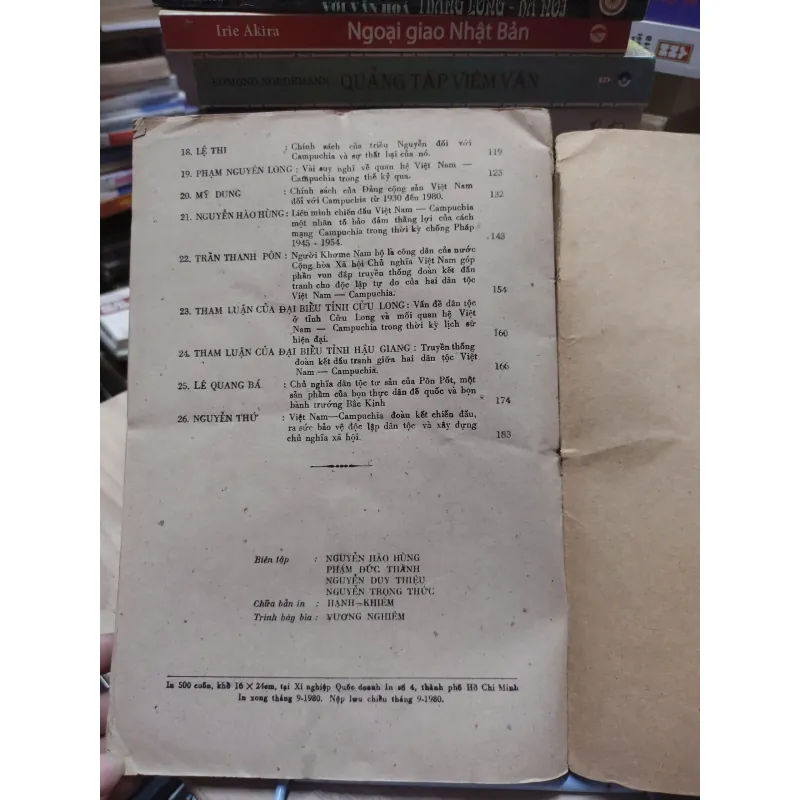 VỚI VĂN HOÁ THĂNG LONG - HÀ NỘI
Irie Akira Ngoại giao Nhật Bản
EDMOND NORDEMANN QUẢNG TẬP VIÊM VĂN
18. LỆ THI : Chính sách của triều Nguyễn đối với
Campuchia và sự thất bại của nó. 119
19. PHẠM NGUYÊN LONG : Vài suy nghĩ về quan hệ Việt Nam —
Campuchia trong thế kỷ qua. 125
20. MỸ DUNG : Chính sách của Đảng cộng sản Việt Nam
đối với Campuchia từ 1930 đến 1980. 132
21. NGUYỄN HÀO HÙNG : Liên minh chiến đấu Việt Nam — Campuchia
một nhân tố bảo đảm thắng lợi của cách
mạng Campuchia trong thời kỳ chống Pháp
1945 - 1954. 143
22. TRẦN THANH PÔN : Người Khơme Nam bộ là công dân của nước
Cộng hòa Xã hội Chủ nghĩa Việt Nam góp
phần vun đắp truyền thống đoàn kết đấu
tranh cho độc lập tự do của hai dân tộc
Việt Nam — Campuchia. 154
23. THAM LUẬN CỦA ĐẠI BIỂU TỈNH CỬU LONG : Vấn đề dân tộc
ở tỉnh Cửu Long và mối quan hệ Việt
Nam — Campuchia trong thời kỳ lịch sử
hiện đại. 160
24. THAM LUẬN CỦA ĐẠI BIỂU TỈNH HẬU GIANG : Truyền thống
đoàn kết đấu tranh giữa hai dân tộc Việt
Nam — Campuchia. 166
25. LÊ QUANG BÁ : Chủ nghĩa dân tộc tư sản của Pôn Pốt, một
sản phẩm của bọn thực dân đế quốc và bọn
bành trướng Bắc Kinh 174
26. NGUYỄN THỨ : Việt Nam—Campuchia đoàn kết chiến đấu,
ra sức bảo vệ độc lập dân tộc và xây dựng
chủ nghĩa xã hội. 183
Biên tập : NGUYỄN HÀO HÙNG
PHẠM ĐỨC THÀNH
NGUYỄN DUY THIỆU
NGUYỄN TRỌNG THỨC
Chữa bản in : HẠNH—KHIÊM
Trình bày bìa : VƯƠNG NGHIÊM
In 500 cuốn, khổ 16 × 24cm, tại Xí nghiệp Quốc doanh In số 4, thành phố Hồ Chí Minh
In xong tháng 9-1980. Nộp lưu chiểu tháng 9-1980.